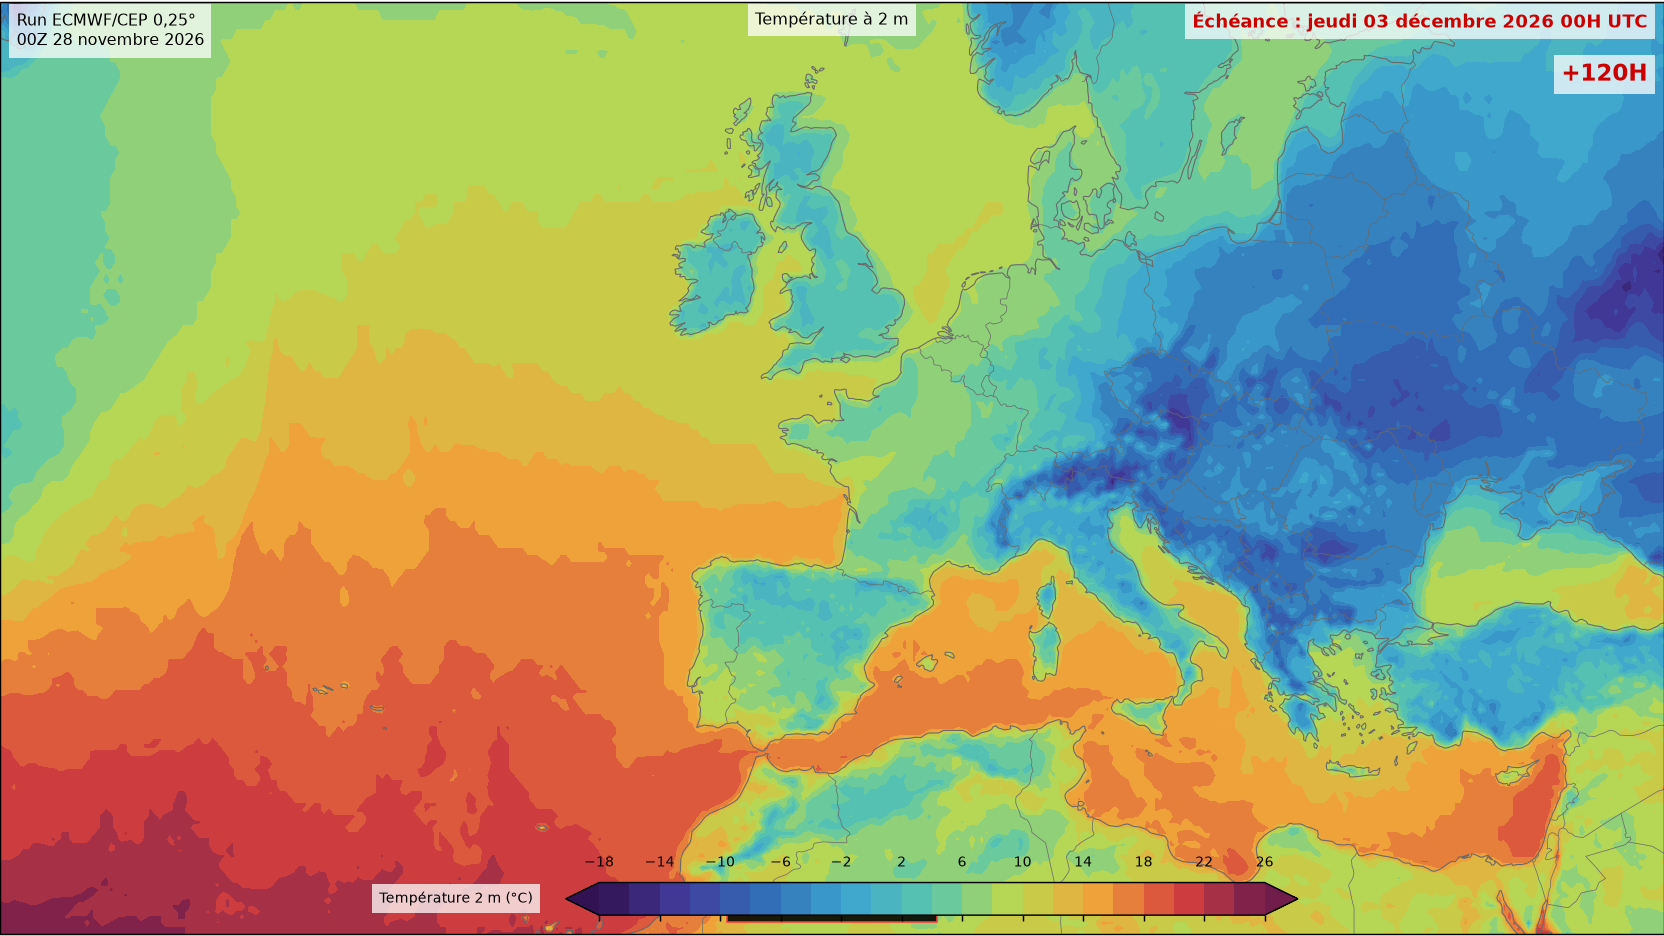 Run ECMWF/CEP 0,25°
00Z 28 novembre 2026
Température à 2 m
Échéance : jeudi 03 décembre 2026 00H UTC
+120H
−18 −14 −10 −6 −2 2 6 10 14 18 22 26
Température 2 m (°C)